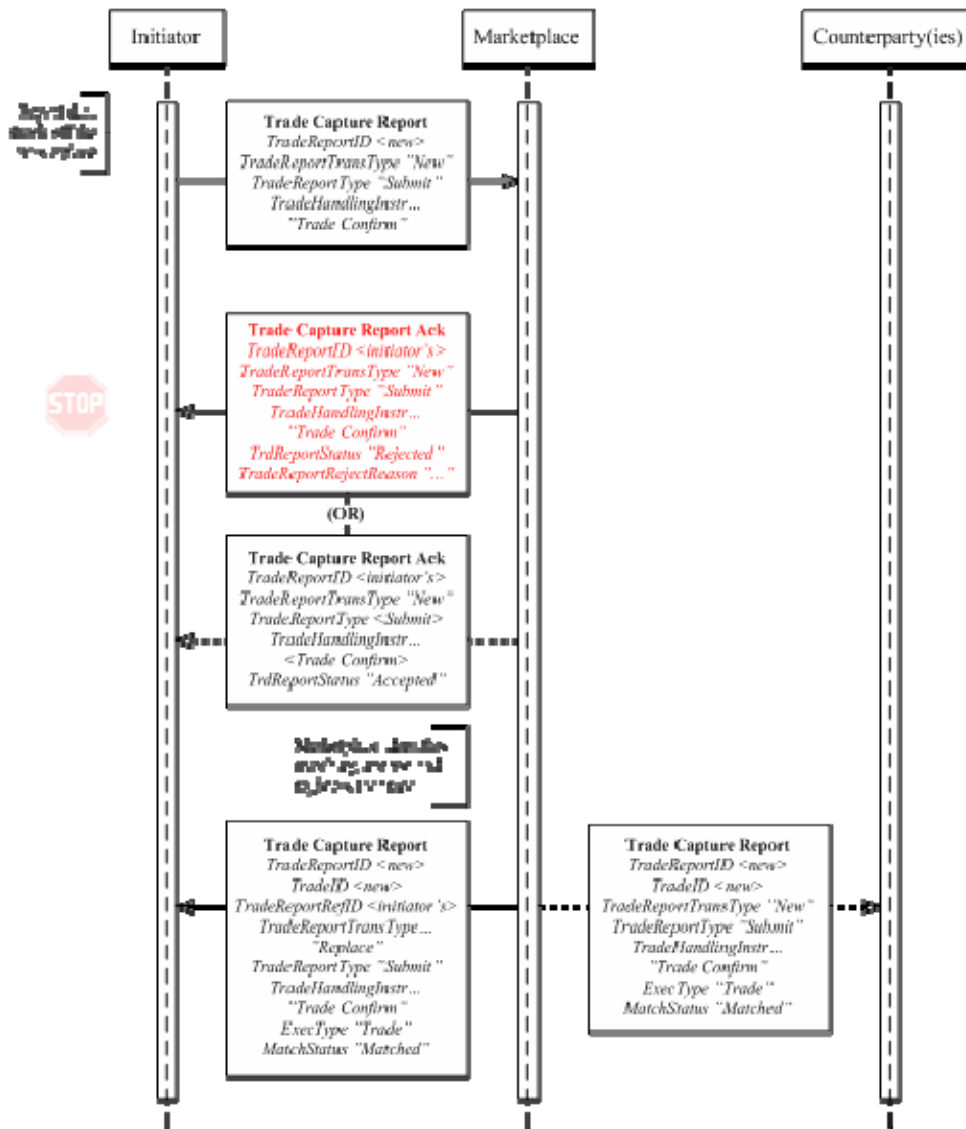 Initiator
Marketplace
Counterparty(ies)
Trade Capture Report
TradeReportID <new>
TradeReportTransType "New"
TradeReportType "Submit"
TradeHandlingInstr...
"Trade Confirm"
Trade Capture Report Ack
TradeReportID <initiator's>
TradeReportTransType "New"
TradeReportType "Submit"
TradeHandlingInstr...
"Trade Confirm"
TrdReportStatus "Rejected"
TradeReportRejectReason "..."
STOP
(OR)
Trade Capture Report Ack
TradeReportID <initiator's>
TradeReportTransType "New"
TradeReportType <Submit>
TradeHandlingInstr...
<Trade Confirm>
TrdReportStatus "Accepted"
Trade Capture Report
TradeReportID <new>
TradeID <new>
TradeReportRefID <initiator's>
TradeReportTransType...
"Replace"
TradeReportType "Submit"
TradeHandlingInstr...
"Trade Confirm"
ExecType "Trade"
MatchStatus "Matched"
Trade Capture Report
TradeReportID <new>
TradeID <new>
TradeReportTransType "New"
TradeReportType "Submit"
TradeHandlingInstr...
"Trade Confirm"
ExecType "Trade"
MatchStatus "Matched"